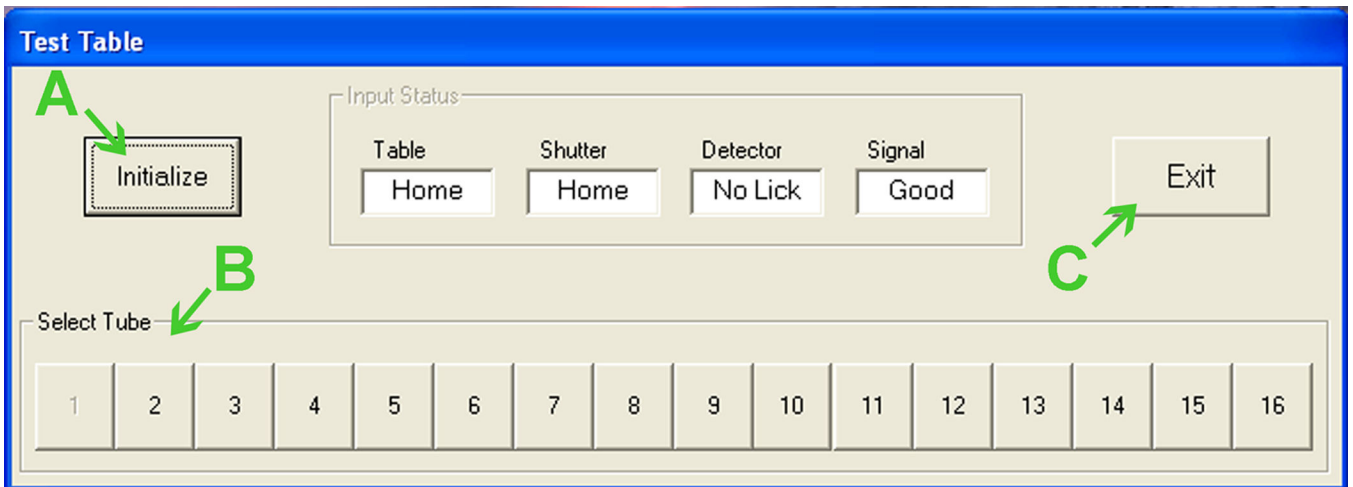 Test Table
A
Input Status
Table Shutter Detector Signal
Initialize Home Home No Lick Good Exit
B
C
Select Tube
1 2 3 4 5 6 7 8 9 10 11 12 13 14 15 16